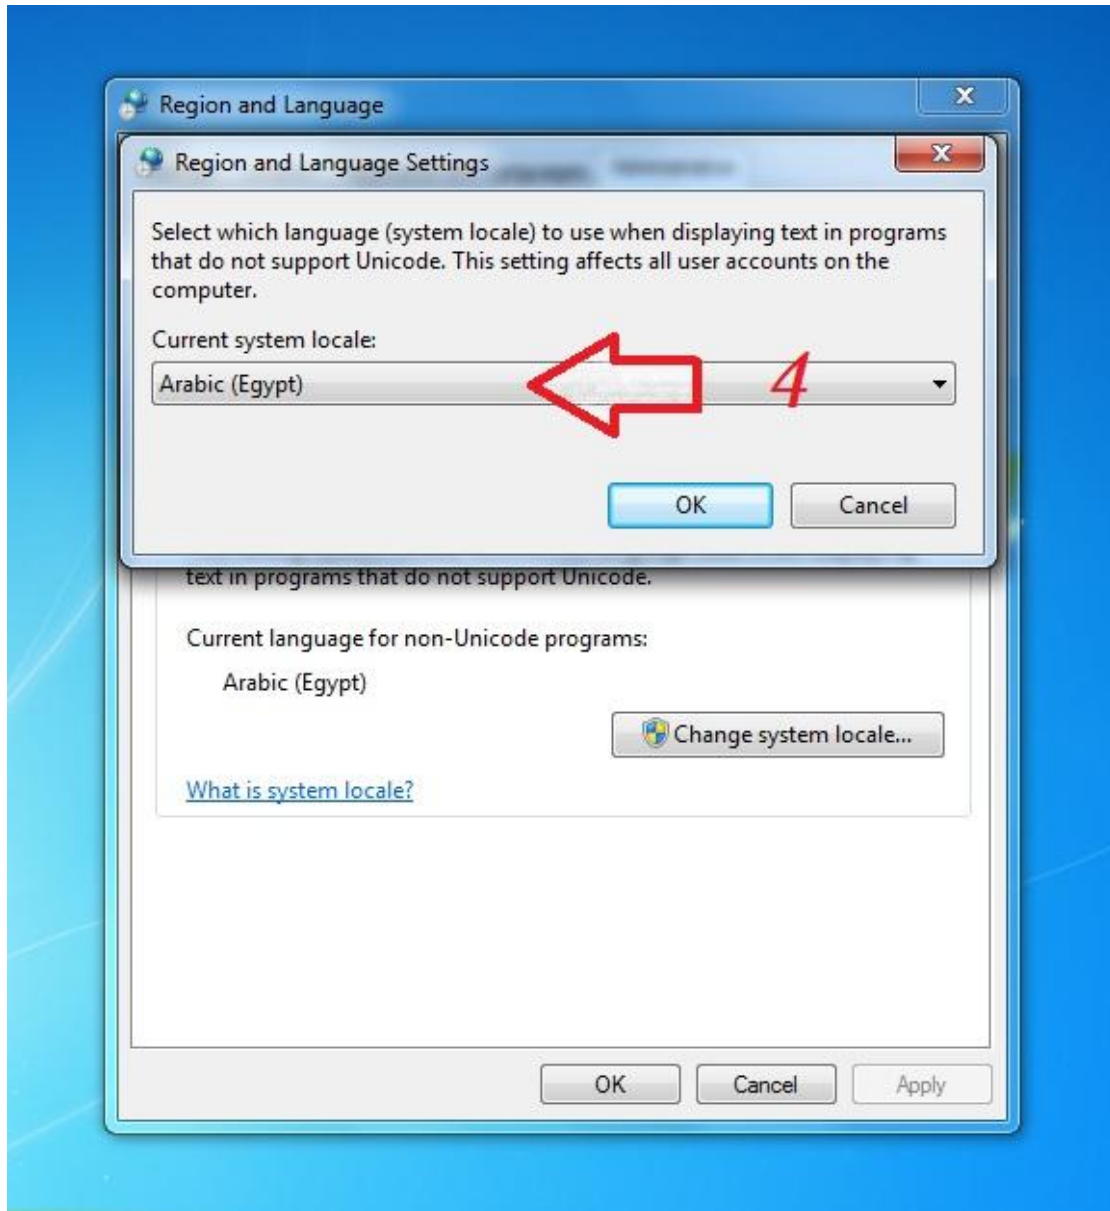 Region and Language
Region and Language Settings
Select which language (system locale) to use when displaying text in programs
that do not support Unicode. This setting affects all user accounts on the
computer.
Current system locale:
Arabic (Egypt)
4
OK
Cancel
text in programs that do not support Unicode.
Current language for non-Unicode programs:
Arabic (Egypt)
Change system locale...
What is system locale?
OK
Cancel
Apply